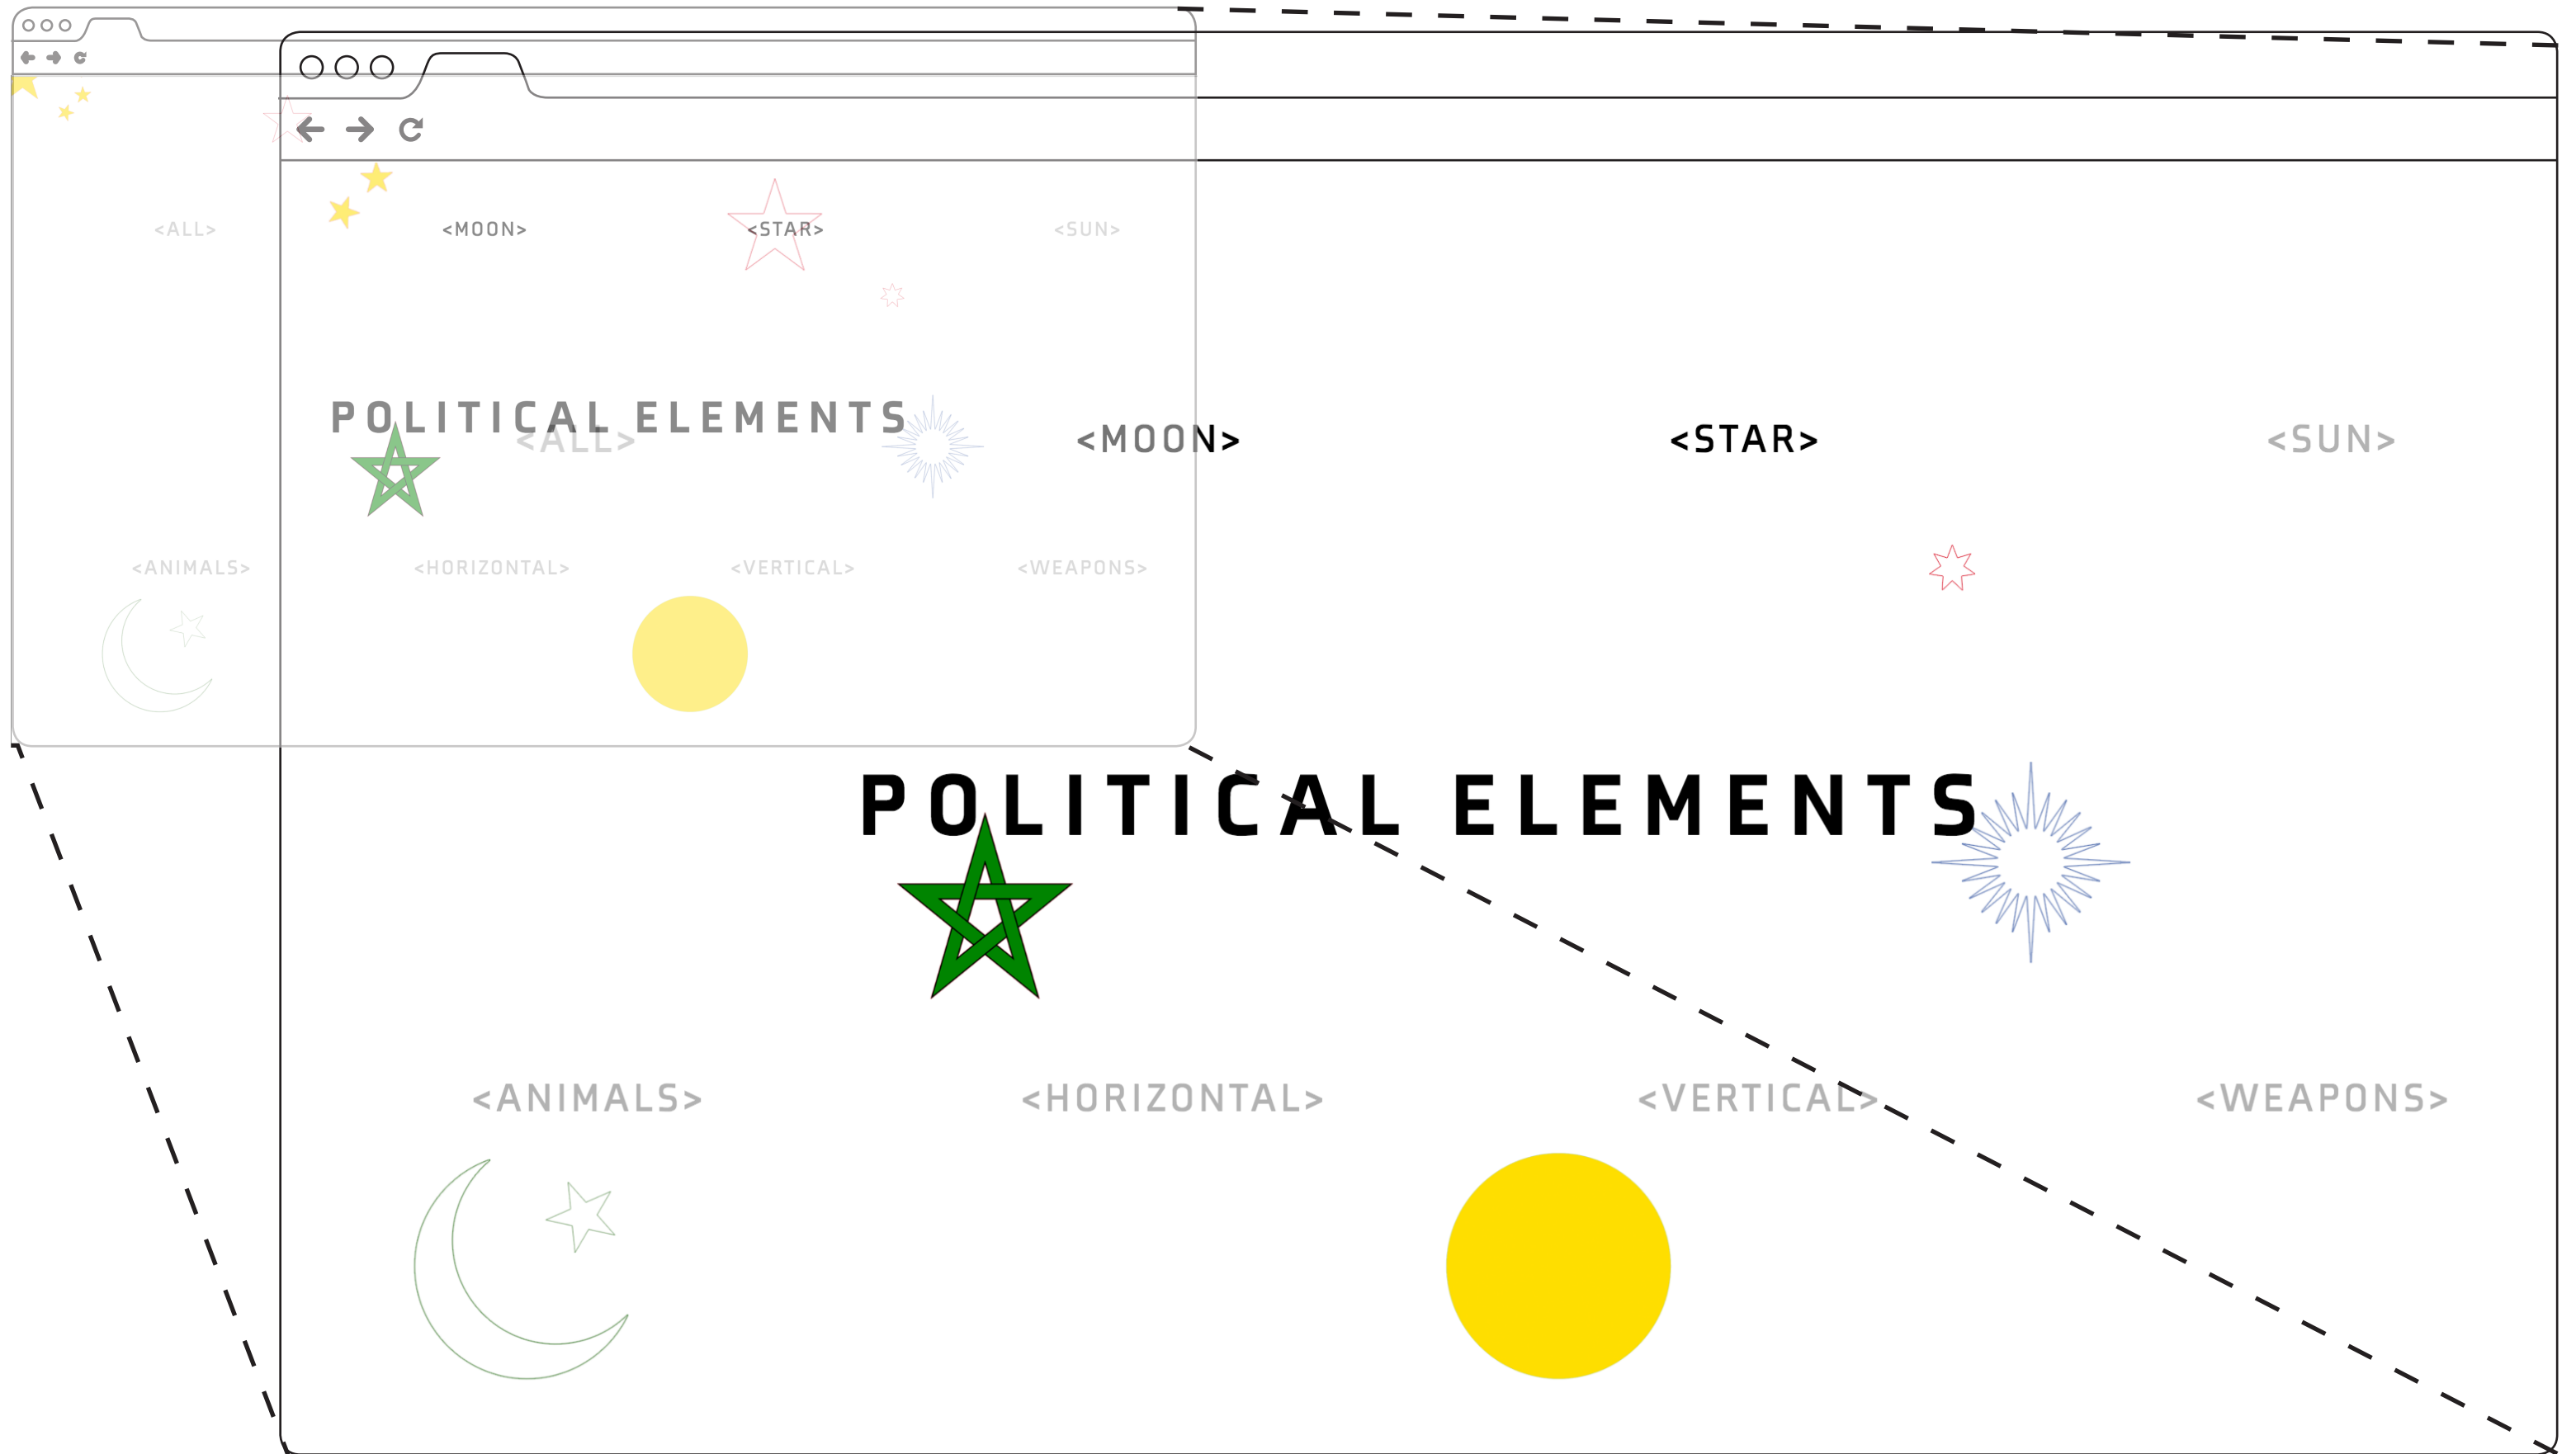 <ALL> <MOON> <STAR> <SUN>
POLITICAL ELEMENTS
<ANIMALS> <HORIZONTAL> <VERTICAL> <WEAPONS>
<ALL> <MOON> <STAR> <SUN>
POLITICAL ELEMENTS
<ANIMALS> <HORIZONTAL> <VERTICAL> <WEAPONS>